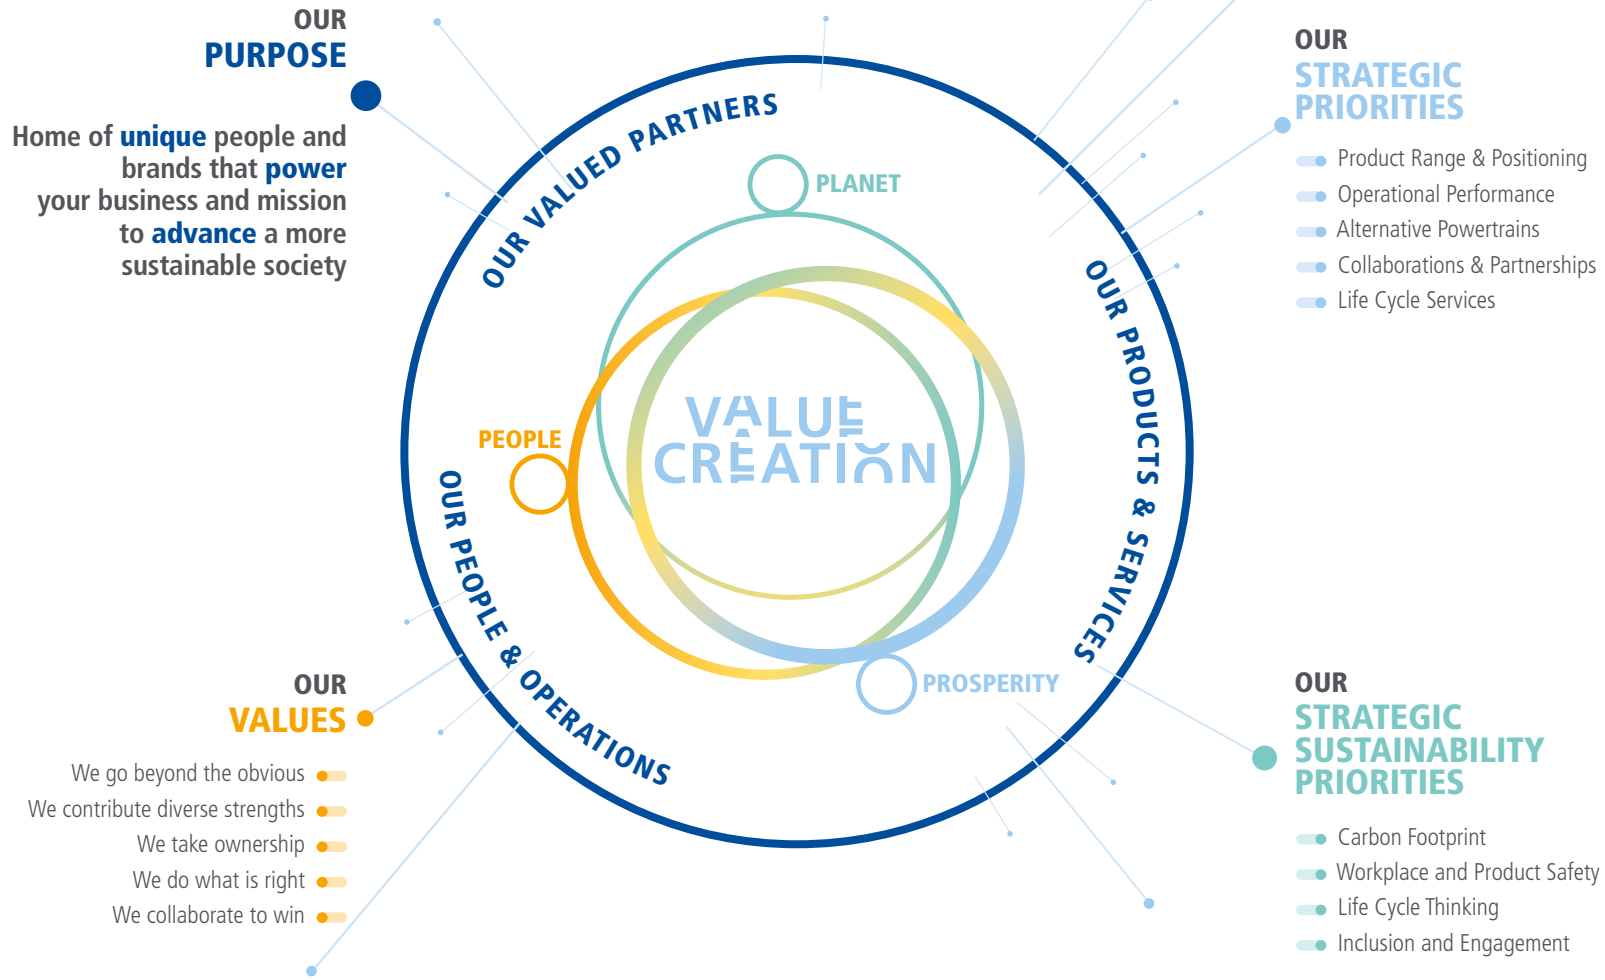 OUR
PURPOSE
Home of unique people and
brands that power
your business and mission
to advance a more
sustainable society
OUR VALUED PARTNERS
PLANET
OUR
STRATEGIC
PRIORITIES
Product Range & Positioning
Operational Performance
Alternative Powertrains
Collaborations & Partnerships
Life Cycle Services
OUR PRODUCTS & SERVICES
VALUE
CREATION
PEOPLE
OUR PEOPLE & OPERATIONS
PROSPERITY
OUR
VALUES
We go beyond the obvious
We contribute diverse strengths
We take ownership
We do what is right
We collaborate to win
OUR
STRATEGIC
SUSTAINABILITY
PRIORITIES
Carbon Footprint
Workplace and Product Safety
Life Cycle Thinking
Inclusion and Engagement